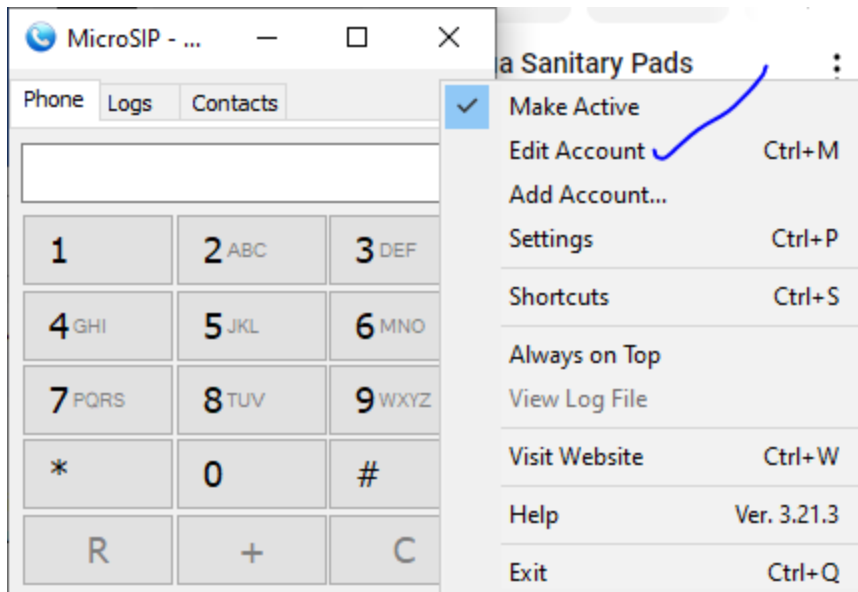 MicroSIP - ...
a Sanitary Pads
Phone Logs Contacts
1
2 ABC
3 DEF
4 GHI
5 JKL
6 MNO
7 PQRS
8 TUV
9 WXYZ
*
0
#
R
+
C
Make Active
Edit Account Ctrl+M
Add Account...
Settings Ctrl+P
Shortcuts Ctrl+S
Always on Top
View Log File
Visit Website Ctrl+W
Help Ver. 3.21.3
Exit Ctrl+Q